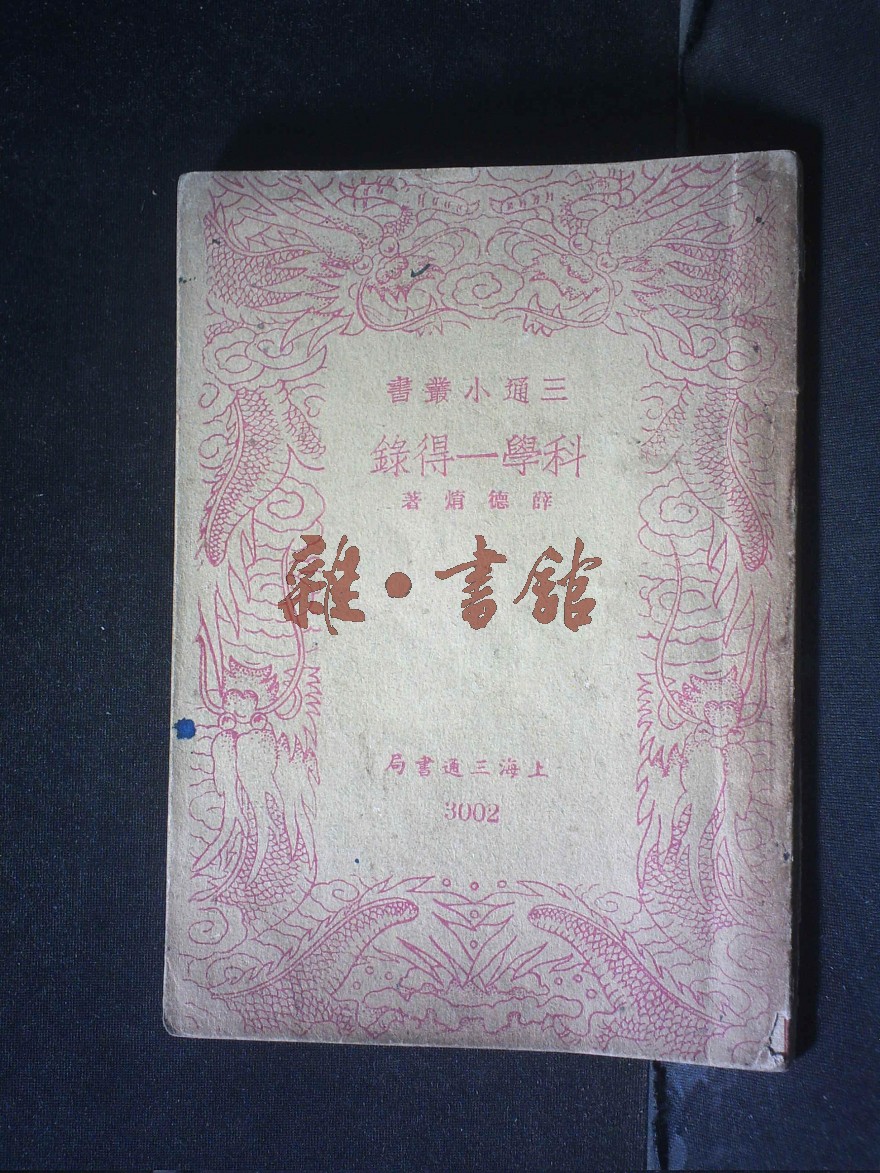 三通小叢書
科學一得錄
薛德焴著
雜·書館
上海三通書局
3002